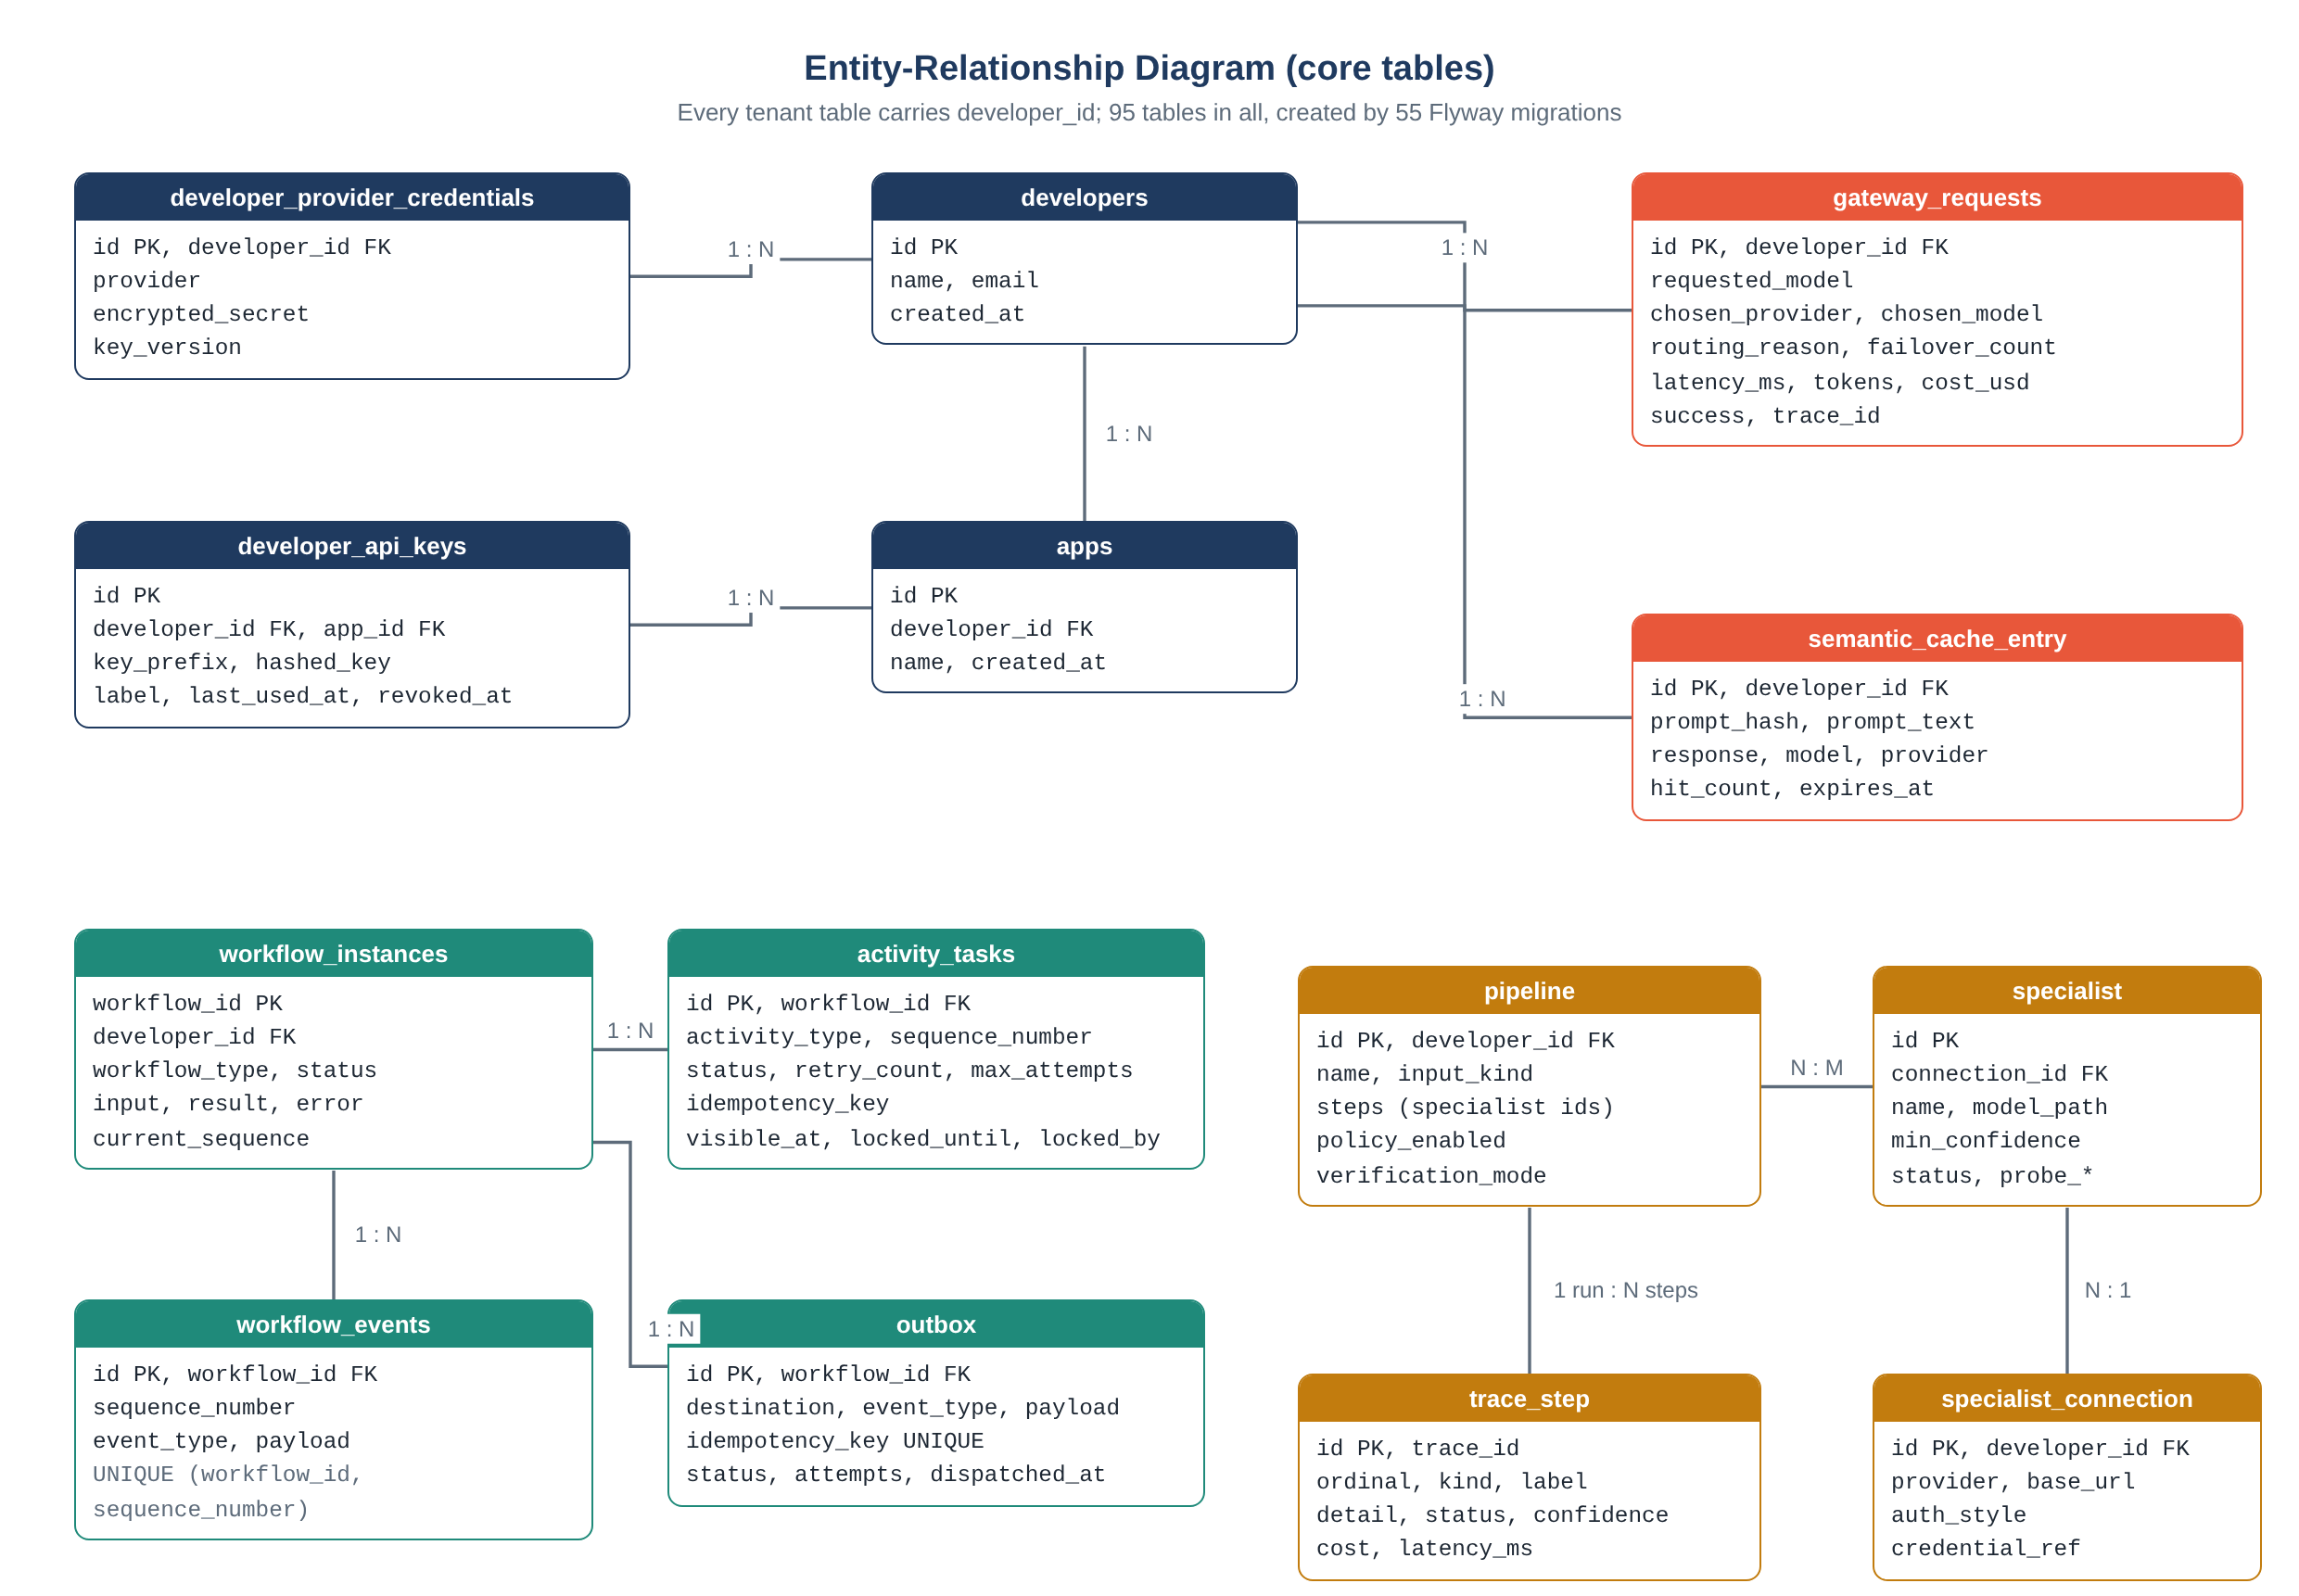 Entity-Relationship Diagram (core tables)
Every tenant table carries developer_id; 95 tables in all, created by 55 Flyway migrations
developer_provider_credentials
id PK, developer_id FK
provider
encrypted_secret
key_version
1 : N
developers
id PK
name, email
created_at
1 : N
gateway_requests
id PK, developer_id FK
requested_model
chosen_provider, chosen_model
routing_reason, failover_count
latency_ms, tokens, cost_usd
success, trace_id
1 : N
developer_api_keys
id PK
developer_id FK, app_id FK
key_prefix, hashed_key
label, last_used_at, revoked_at
1 : N
apps
id PK
developer_id FK
name, created_at
1 : N
semantic_cache_entry
id PK, developer_id FK
prompt_hash, prompt_text
response, model, provider
hit_count, expires_at
workflow_instances
workflow_id PK
developer_id FK
workflow_type, status
input, result, error
current_sequence
1 : N
activity_tasks
id PK, workflow_id FK
activity_type, sequence_number
status, retry_count, max_attempts
idempotency_key
visible_at, locked_until, locked_by
pipeline
id PK, developer_id FK
name, input_kind
steps (specialist ids)
policy_enabled
verification_mode
N : M
specialist
id PK
connection_id FK
name, model_path
min_confidence
status, probe_*
1 : N
1 run : N steps
N : 1
workflow_events
id PK, workflow_id FK
sequence_number
event_type, payload
UNIQUE (workflow_id,
sequence_number)
1 : N
outbox
id PK, workflow_id FK
destination, event_type, payload
idempotency_key UNIQUE
status, attempts, dispatched_at
trace_step
id PK, trace_id
ordinal, kind, label
detail, status, confidence
cost, latency_ms
specialist_connection
id PK, developer_id FK
provider, base_url
auth_style
credential_ref